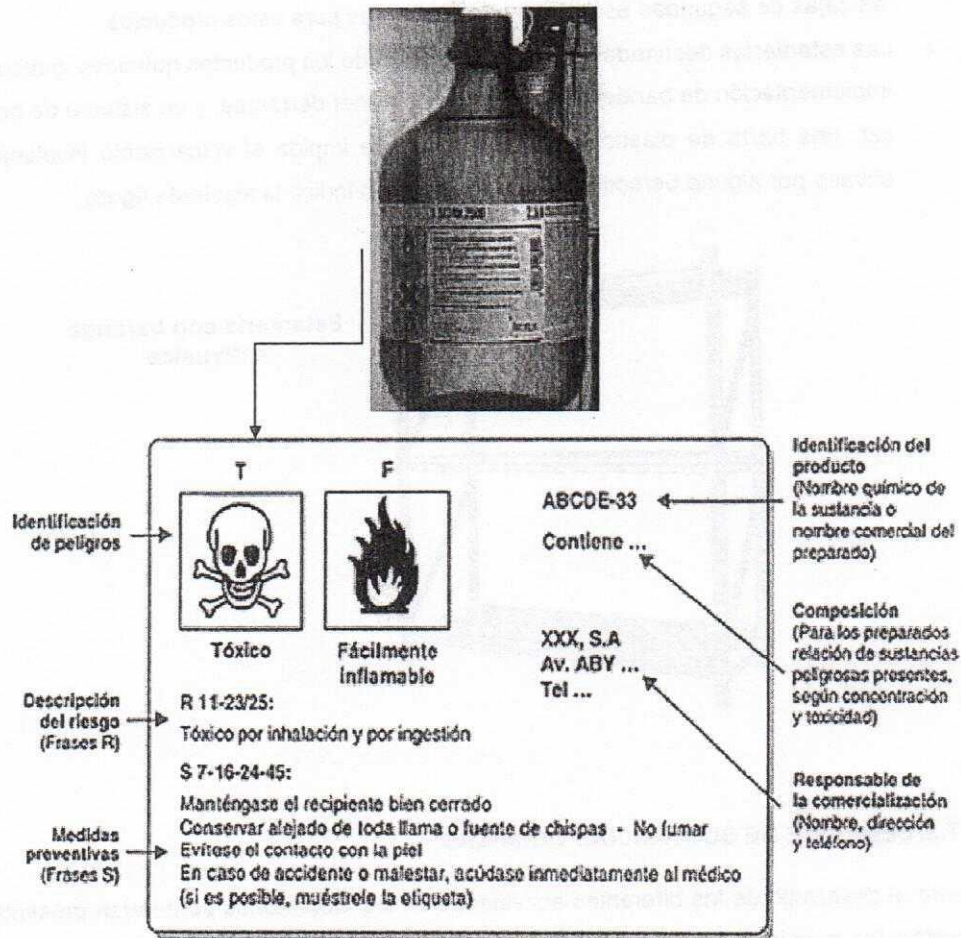 T
F
Identificación
de peligros
Tóxico
Fácilmente
inflamable
Descripción
del riesgo
(Frases R)
R 11-23/25:
Tóxico por inhalación y por ingestión
S 7-16-24-45:
Medidas
preventivas
(Frases S)
Manténgase el recipiente bien cerrado
Conservar alejado de toda llama o fuente de chispas - No fumar
Evítese el contacto con la piel
En caso de accidente o malestar, acúdase inmediatamente al médico
(si es posible, muéstrele la etiqueta)
ABCDE-33
Contiene ...
XXX, S.A
Av. ABY ...
Tel ...
Identificación del
producto
(Nombre químico de
la sustancia o
nombre comercial del
preparado)
Composición
(Para los preparados
relación de sustancias
peligrosas presentes,
según concentración
y toxicidad)
Responsable de
la comercialización
(Nombre, dirección
y teléfono)